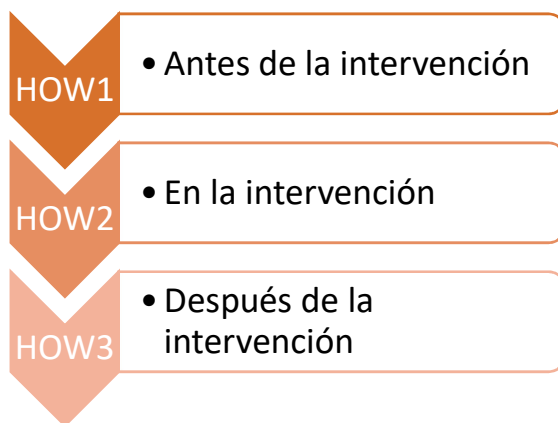 HOW1
• Antes de la intervención
HOW2
• En la intervención
HOW3
• Después de la
intervención